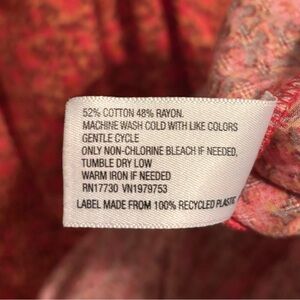 52% COTTON 48% RAYON.
MACHINE WASH COLD WITH LIKE COLORS
GENTLE CYCLE
ONLY NON-CHLORINE BLEACH IF NEEDED,
TUMBLE DRY LOW
WARM IRON IF NEEDED
RN17730 VN1979753
LABEL MADE FROM 100% RECYCLED PLASTIC